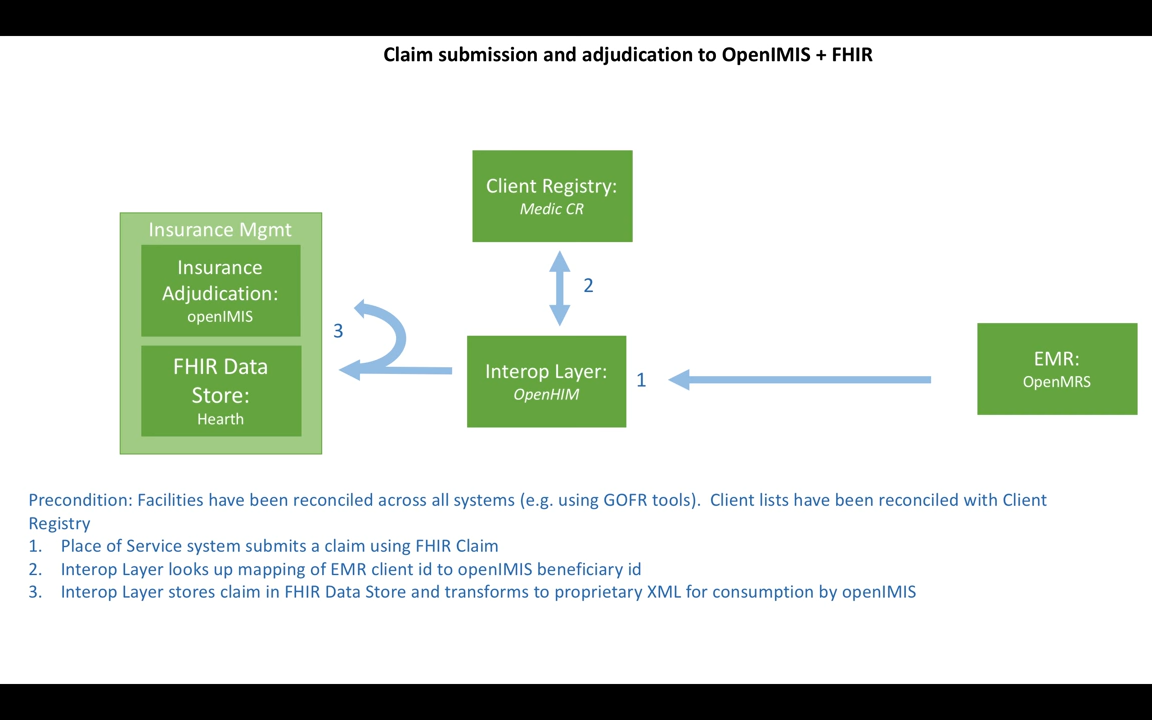 Claim submission and adjudication to OpenIMIS + FHIR
Client Registry:
Medic CR
Insurance Mgmt
Insurance
Adjudication:
openIMIS
2
3
FHIR Data
Store:
Hearth
Interop Layer:
OpenHIM
1
EMR:
OpenMRS
Precondition: Facilities have been reconciled across all systems (e.g. using GOFR tools).  Client lists have been reconciled with Client
Registry
1. Place of Service system submits a claim using FHIR Claim
2. Interop Layer looks up mapping of EMR client id to openIMIS beneficiary id
3. Interop Layer stores claim in FHIR Data Store and transforms to proprietary XML for consumption by openIMIS